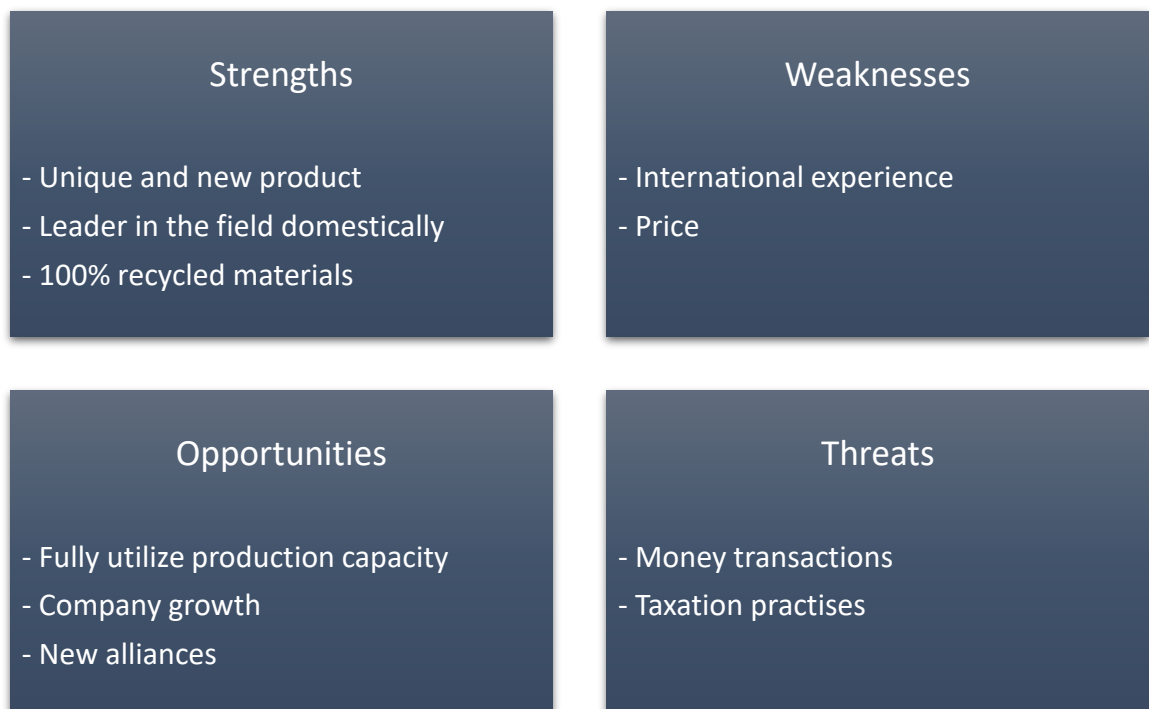 Strengths
- Unique and new product
- Leader in the field domestically
- 100% recycled materials
Weaknesses
- International experience
- Price
Opportunities
- Fully utilize production capacity
- Company growth
- New alliances
Threats
- Money transactions
- Taxation practises